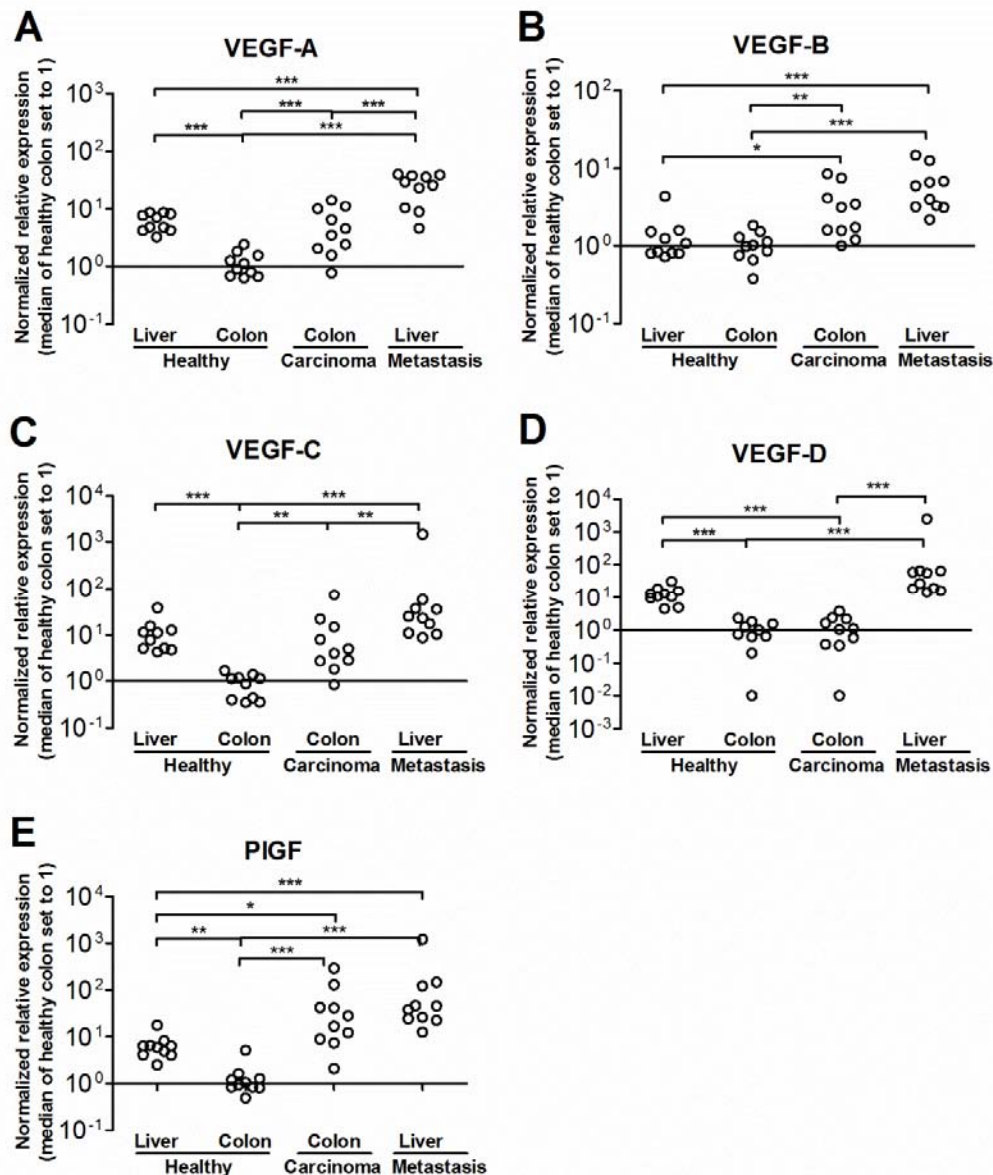 A
VEGF-A
Normalized relative expression
(median of healthy colon set to 1)
10³
10²
10¹
10⁰
10⁻¹
***
*** ***
*** ***
Liver Colon Colon Liver
Healthy Carcinoma Metastasis
B
VEGF-B
Normalized relative expression
(median of healthy colon set to 1)
10²
10¹
10⁰
10⁻¹
***
**
***
*
Liver Colon Colon Liver
Healthy Carcinoma Metastasis
C
VEGF-C
Normalized relative expression
(median of healthy colon set to 1)
10⁴
10³
10²
10¹
10⁰
10⁻¹
*** ***
** **
Liver Colon Colon Liver
Healthy Carcinoma Metastasis
D
VEGF-D
Normalized relative expression
(median of healthy colon set to 1)
10⁴
10³
10²
10¹
10⁰
10⁻¹
10⁻²
10⁻³
***
***
*** ***
Liver Colon Colon Liver
Healthy Carcinoma Metastasis
E
PIGF
Normalized relative expression
(median of healthy colon set to 1)
10⁴
10³
10²
10¹
10⁰
10⁻¹
***
*
** ***
***
Liver Colon Colon Liver
Healthy Carcinoma Metastasis